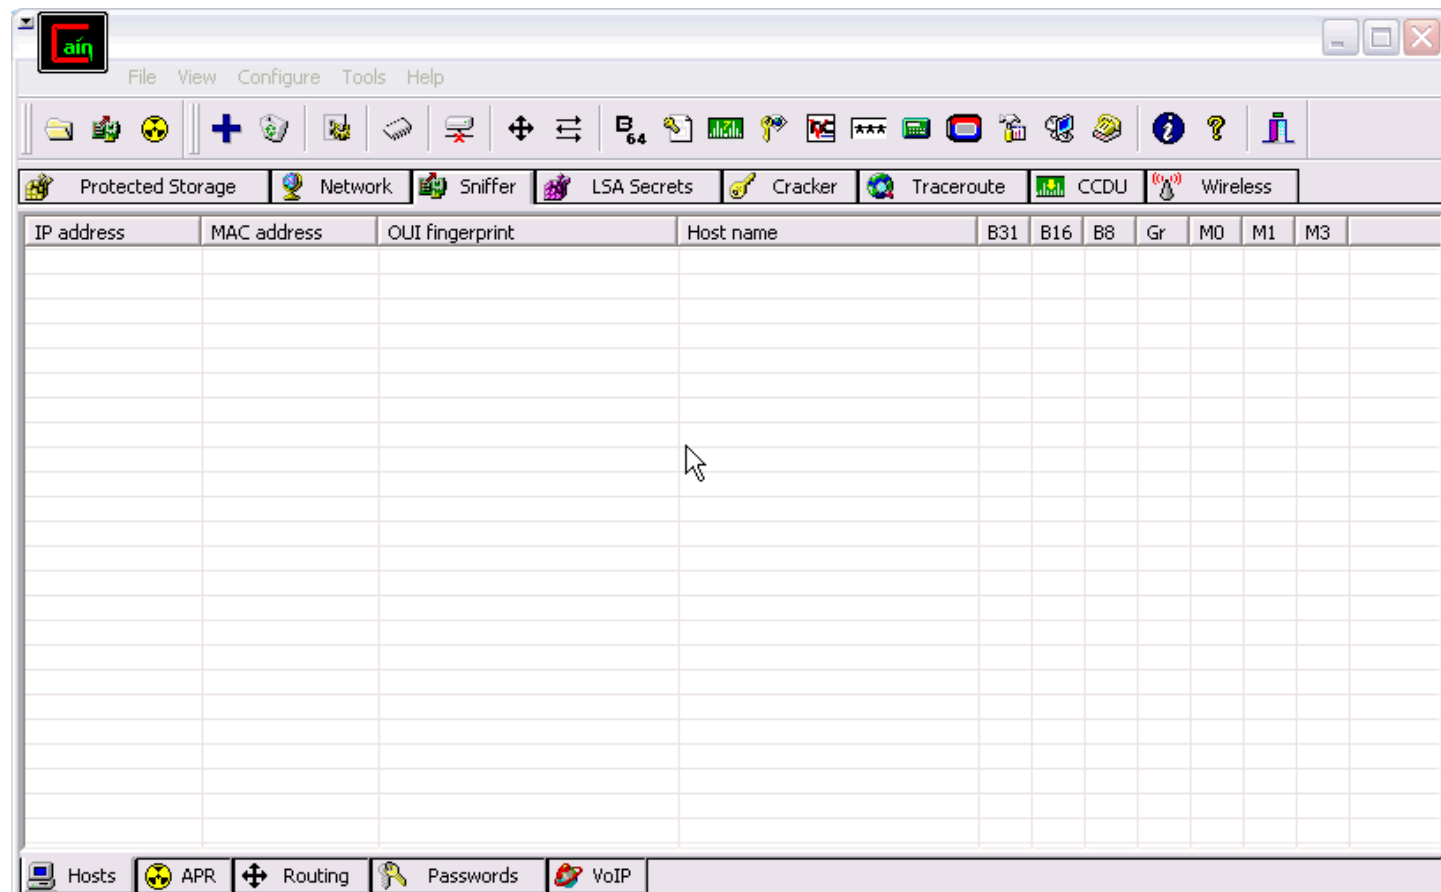 Cain
File View Configure Tools Help
B 64 ***
Protected Storage Network Sniffer LSA Secrets Cracker Traceroute CCDU Wireless
IP address MAC address OUI fingerprint Host name B31 B16 B8 Gr M0 M1 M3
Hosts APR Routing Passwords VoIP